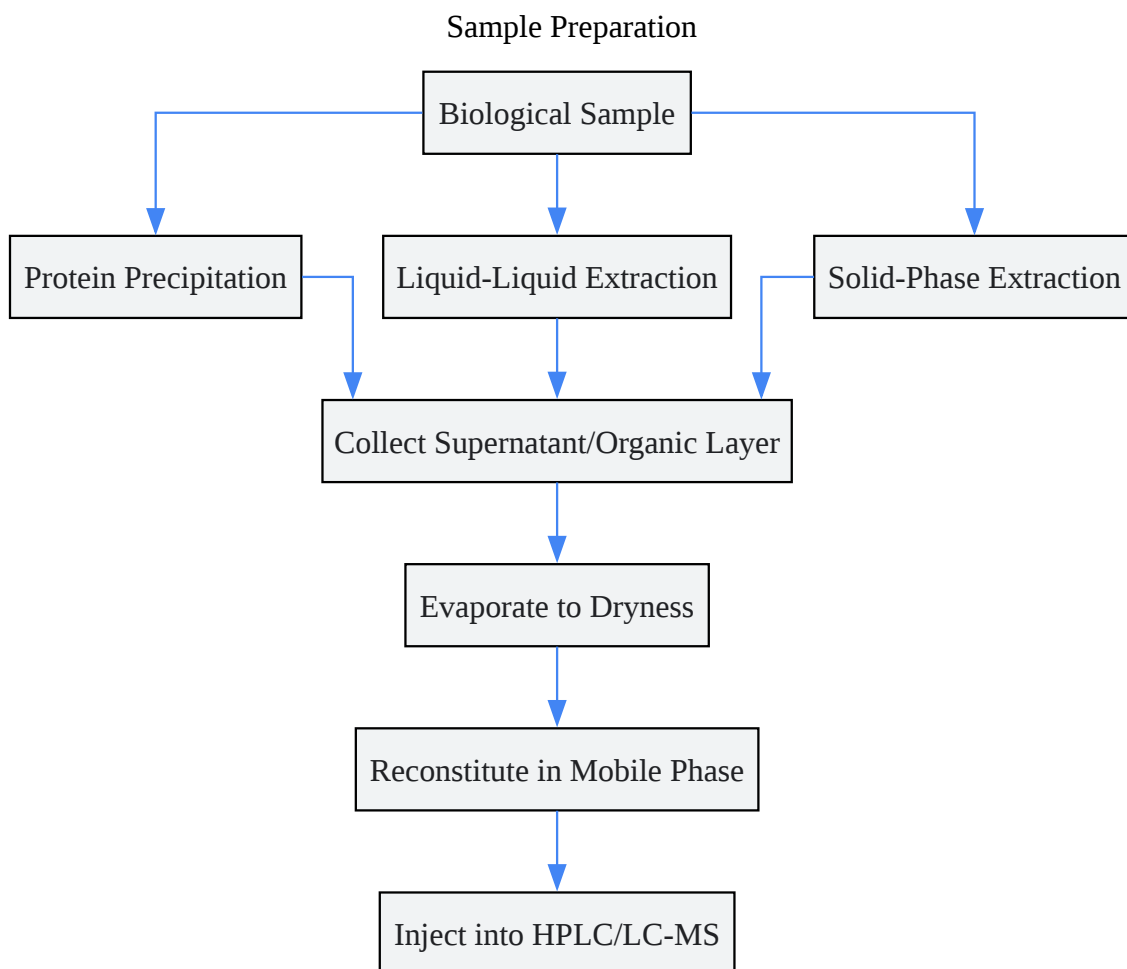 Sample Preparation
Biological Sample
Protein Precipitation
Liquid-Liquid Extraction
Solid-Phase Extraction
Collect Supernatant/Organic Layer
Evaporate to Dryness
Reconstitute in Mobile Phase
Inject into HPLC/LC-MS